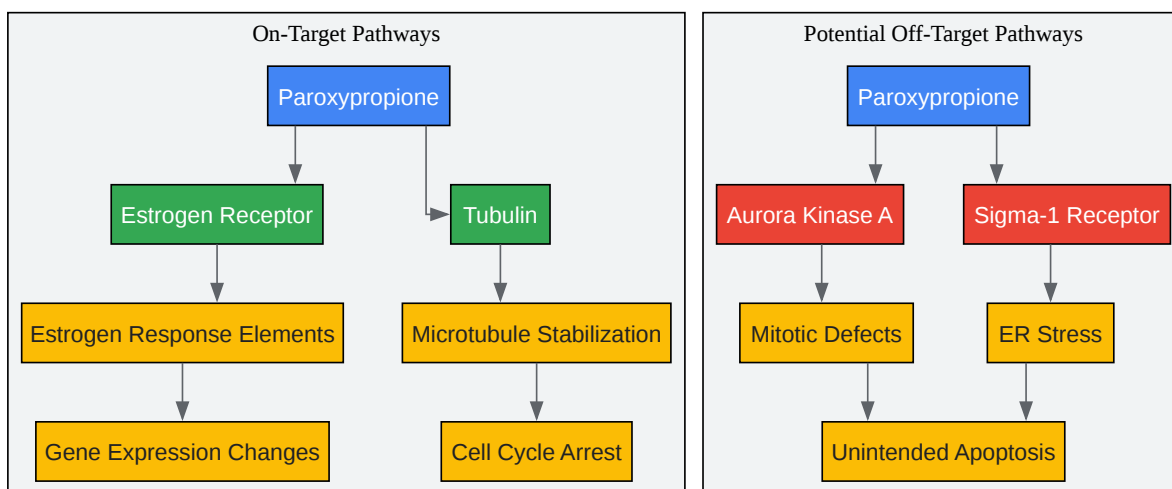 On-Target Pathways
Paroxypropione
Estrogen Receptor
Tubulin
Estrogen Response Elements
Microtubule Stabilization
Gene Expression Changes
Cell Cycle Arrest
Potential Off-Target Pathways
Paroxypropione
Aurora Kinase A
Sigma-1 Receptor
Mitotic Defects
ER Stress
Unintended Apoptosis